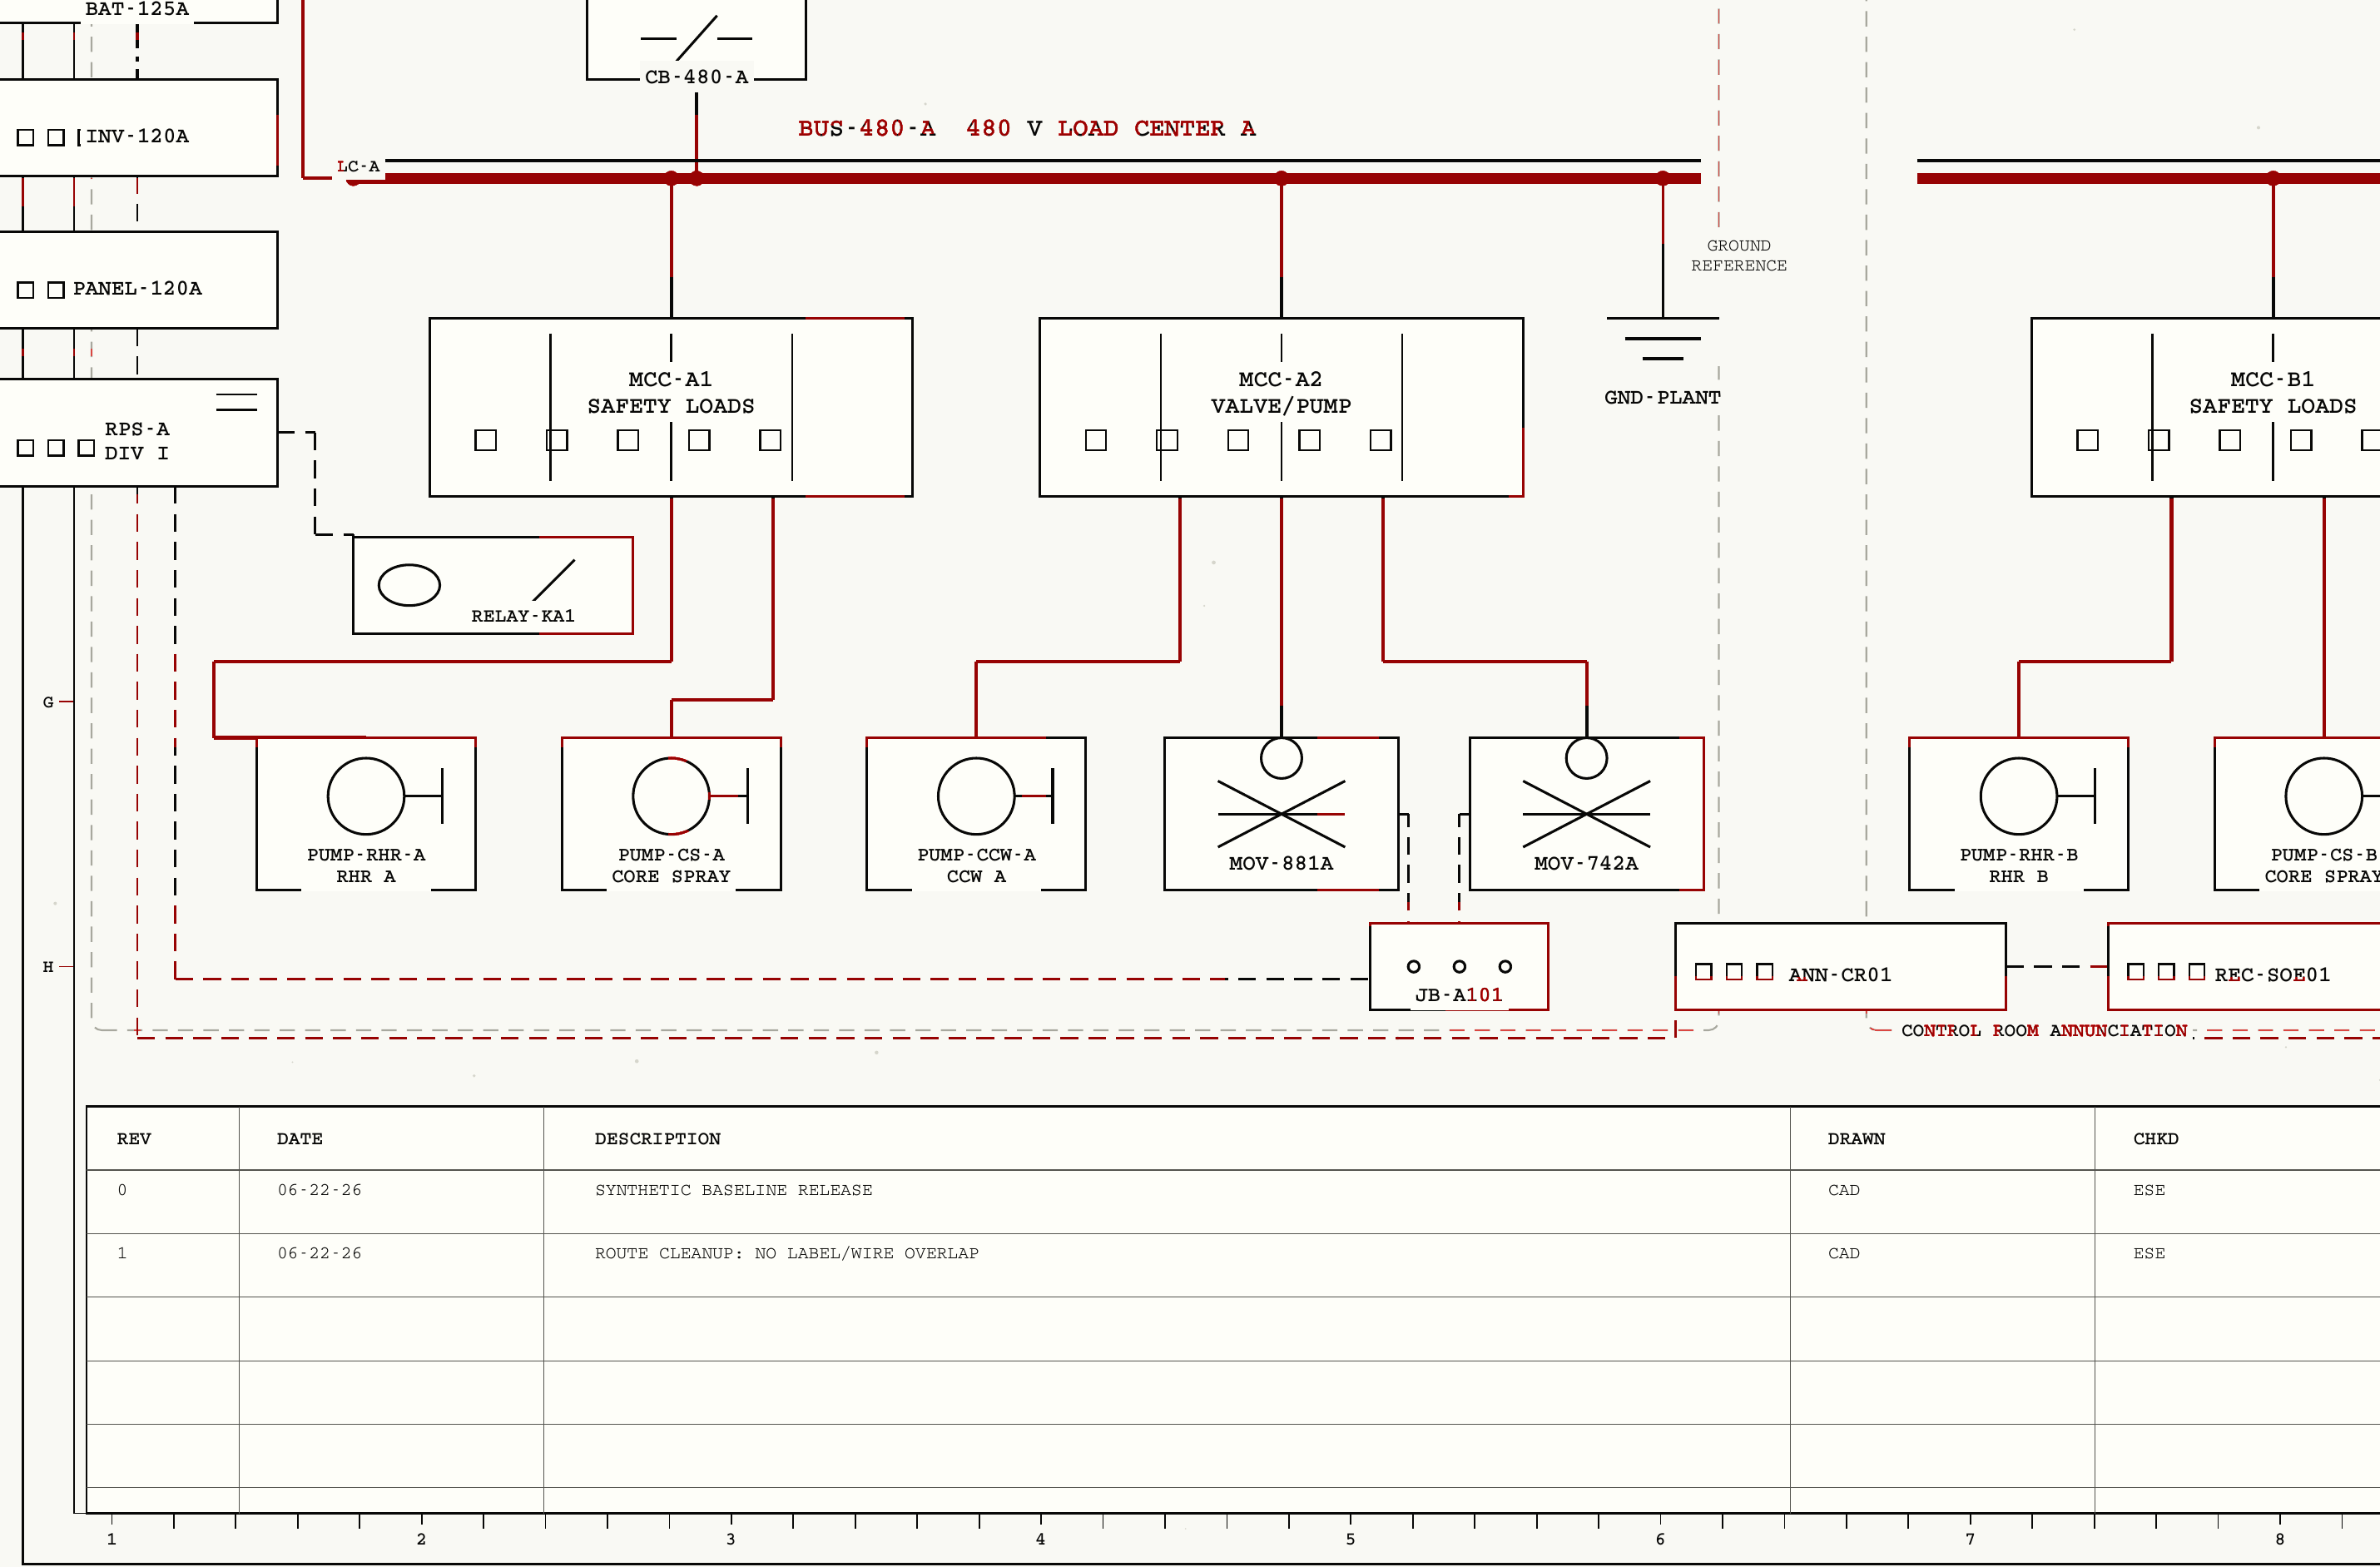 BAT-125A
CB-480-A
BUS-480-A 480 V LOAD CENTER A
INV-120A
LC-A
GROUND
REFERENCE
PANEL-120A
MCC-A1
SAFETY LOADS
MCC-A2
VALVE/PUMP
GND-PLANT
MCC-B1
SAFETY LOADS
RPS-A
DIV I
RELAY-KA1
G
PUMP-RHR-A
RHR A
PUMP-CS-A
CORE SPRAY
PUMP-CCW-A
CCW A
MOV-881A
MOV-742A
PUMP-RHR-B
RHR B
PUMP-CS-B
CORE SPRAY
H
JB-A101
ANN-CR01
REC-SOE01
CONTROL ROOM ANNUNCIATION
REV DATE DESCRIPTION DRAWN CHKD
0 06-22-26 SYNTHETIC BASELINE RELEASE CAD ESE
1 06-22-26 ROUTE CLEANUP: NO LABEL/WIRE OVERLAP CAD ESE
1 2 3 4 5 6 7 8